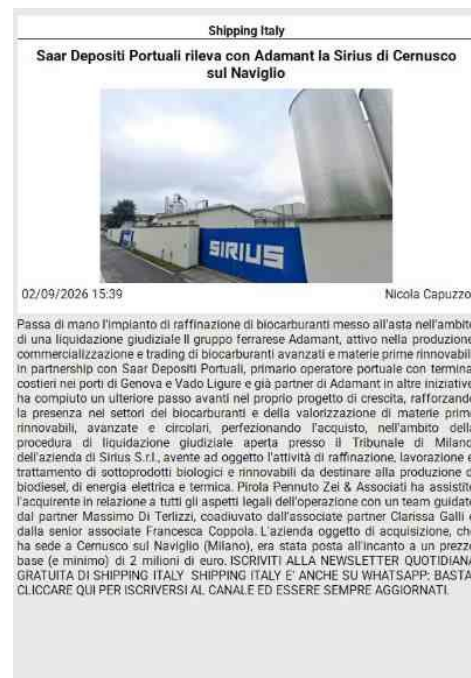 Shipping Italy
Saar Depositi Portuali rileva con Adamant la Sirius di Cernusco
sul Naviglio
SIRIUS
02/09/2026 15:39
Nicola Capuzzo
Passa di mano l'impianto di raffinazione di biocarburanti messo all'asta nell'ambito
di una liquidazione giudiziale Il gruppo ferrarese Adamant, attivo nella produzione
commercializzazione e trading di biocarburanti avanzati e materie prime rinnovabili
in partnership con Saar Depositi Portuali, primario operatore portuale con terminal
costieri nei porti di Genova e Vado Ligure e già partner di Adamant in altre iniziative
ha compiuto un ulteriore passo avanti nel proprio progetto di crescita, rafforzando
la presenza nel settori dei biocarburanti e della valorizzazione di materie prim
rinnovabili, avanzate e circolari, perfezionando l'acquisto, nell'ambito della
procedura di liquidazione giudiziale aperta presso il Tribunale di Milano
dell'azienda di Sirius S.r.l., avente ad oggetto l'attività di raffinazione, lavorazione e
trattamento di sottoprodotti biologici e rinnovabili da destinare alla produzione d
biodiesel, di energia elettrica e termica. Pirola Pennuto Zei & Associati ha assistito
l'acquirente in relazione a tutti gli aspetti legali dell'operazione con un team guidato
dal partner Massimo Di Terlizzi, coadiuvato dall'associate partner Clarissa Galli e
dalla senior associate Francesca Coppola. L'azienda oggetto di acquisizione, che
ha sede a Cernusco sul Naviglio (Milano), era stata posta all'incanto a un prezzo
base (e minimo) di 2 milioni di euro. ISCRIVITI ALLA NEWSLETTER QUOTIDIANA
GRATUITA DI SHIPPING ITALY SHIPPING ITALY E' ANCHE SU WHATSAPP: BASTA
CLICCARE QUI PER ISCRIVERSI AL CANALE ED ESSERE SEMPRE AGGIORNATI.